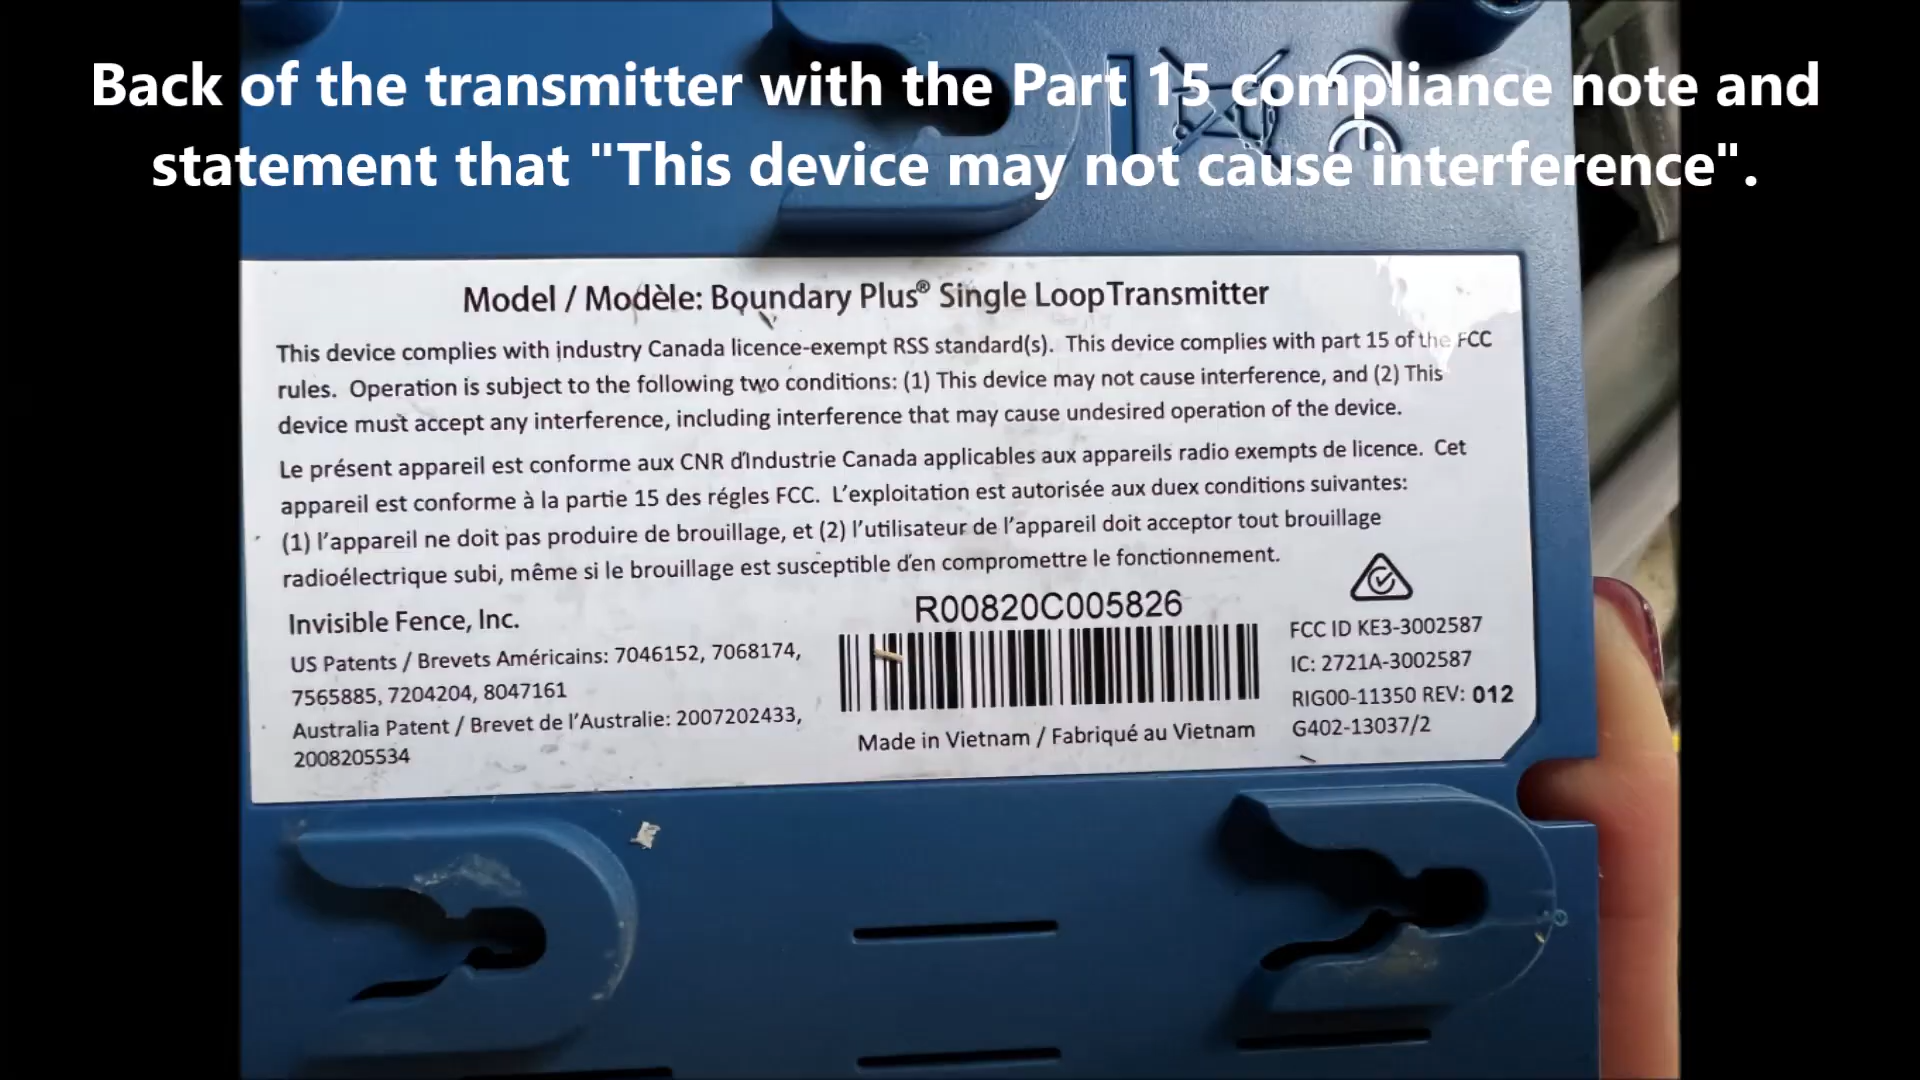 Back of the transmitter with the Part 15 compliance note and
statement that "This device may not cause interference".
Model / Modèle: Boundary Plus® Single Loop Transmitter
This device complies with industry Canada licence-exempt RSS standard(s). This device complies with part 15 of the FCC
rules. Operation is subject to the following two conditions: (1) This device may not cause interference, and (2) This
device must accept any interference, including interference that may cause undesired operation of the device.
Le présent appareil est conforme aux CNR d'Industrie Canada applicables aux appareils radio exempts de licence. Cet
appareil est conforme à la partie 15 des régles FCC. L'exploitation est autorisée aux duex conditions suivantes:
(1) l'appareil ne doit pas produire de brouillage, et (2) l'utilisateur de l'appareil doit acceptor tout brouillage
radioélectrique subi, même si le brouillage est susceptible d'en compromettre le fonctionnement.
Invisible Fence, Inc.
US Patents / Brevets Américains: 7046152, 7068174,
7565885, 7204204, 8047161
Australia Patent / Brevet de l'Australie: 2007202433,
2008205534
R00820C005826
Made in Vietnam / Fabriqué au Vietnam
FCC ID KE3-3002587
IC: 2721A-3002587
RIG00-11350 REV: 012
G402-13037/2